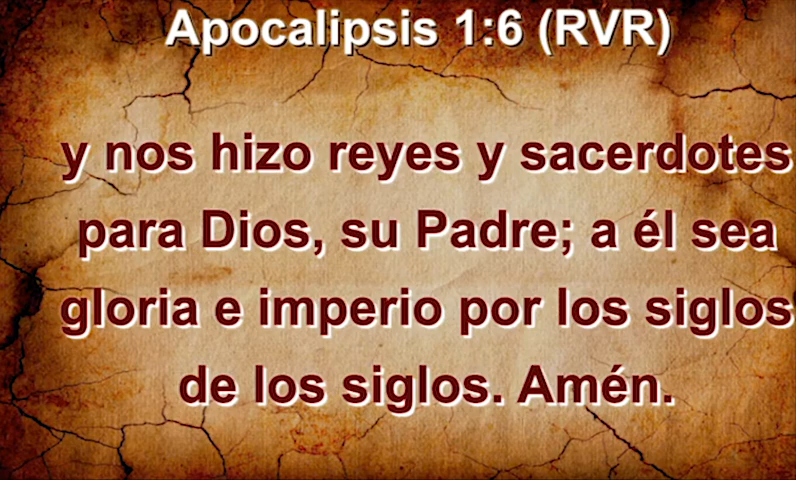 Apocalipsis 1:6 (RVR)
y nos hizo reyes y sacerdotes
para Dios, su Padre; a él sea
gloria e imperio por los siglos
de los siglos. Amén.